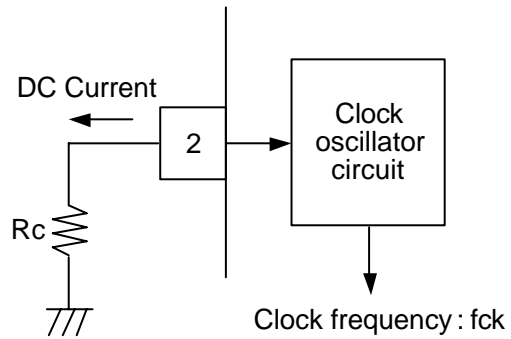 DC Current
2
Clock
oscillator
circuit
Rc
Clock frequency : fck